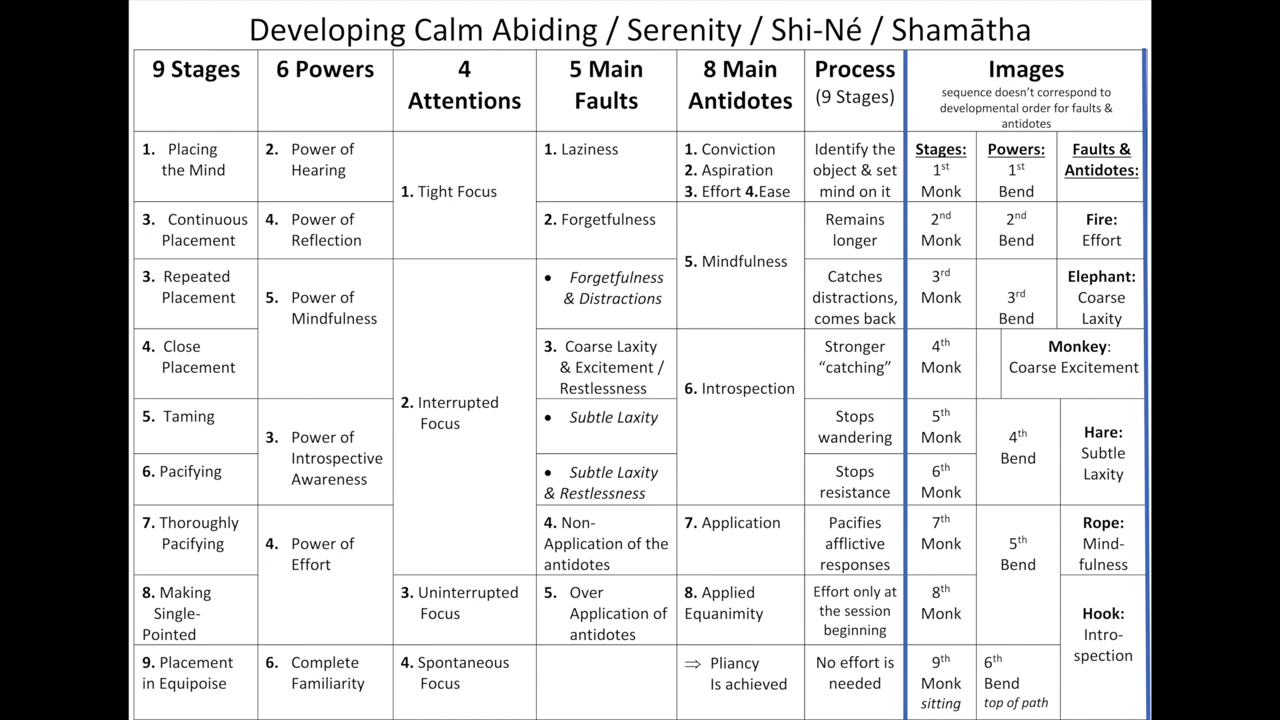 Developing Calm Abiding / Serenity / Shi-Né / Shamātha
9 Stages
6 Powers
4
Attentions
5 Main
Faults
8 Main
Antidotes
Process
(9 Stages)
Images
sequence doesn't correspond to
developmental order for faults &
antidotes
1. Placing
the Mind
2. Power of
Hearing
1. Tight Focus
1. Laziness
1. Conviction
2. Aspiration
3. Effort 4.Ease
Identify the
object & set
mind on it
Stages:
1st
Monk
Powers:
1st
Bend
Faults &
Antidotes:
3. Continuous
Placement
4. Power of
Reflection
2. Forgetfulness
5. Mindfulness
Remains
longer
2nd
Monk
2nd
Bend
Fire:
Effort
3. Repeated
Placement
5. Power of
Mindfulness
2. Interrupted
Focus
• Forgetfulness
& Distractions
Catches
distractions,
comes back
3rd
Monk
3rd
Bend
Elephant:
Coarse
Laxity
4. Close
Placement
3. Coarse Laxity
& Excitement /
Restlessness
6. Introspection
Stronger
“catching”
4th
Monk
Monkey:
Coarse Excitement
5. Taming
3. Power of
Introspective
Awareness
• Subtle Laxity
Stops
wandering
5th
Monk
4th
Bend
Hare:
Subtle
Laxity
6. Pacifying
• Subtle Laxity
& Restlessness
Stops
resistance
6th
Monk
7. Thoroughly
Pacifying
4. Power of
Effort
4. Non-
Application of the
antidotes
7. Application
Pacifies
afflictive
responses
7th
Monk
5th
Bend
Rope:
Mind-
fulness
8. Making
Single-
Pointed
3. Uninterrupted
Focus
5. Over
Application of
antidotes
8. Applied
Equanimity
Effort only at
the session
beginning
8th
Monk
Hook:
Intro-
spection
9. Placement
in Equipoise
6. Complete
Familiarity
4. Spontaneous
Focus
⇒ Pliancy
Is achieved
No effort is
needed
9th
Monk
sitting
6th
Bend
top of path